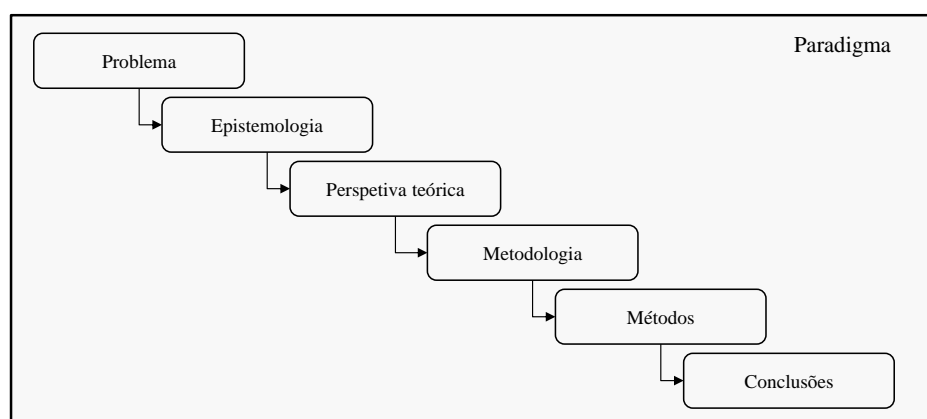 Paradigma
Problema
Epistemologia
Perspetiva teórica
Metodologia
Métodos
Conclusões